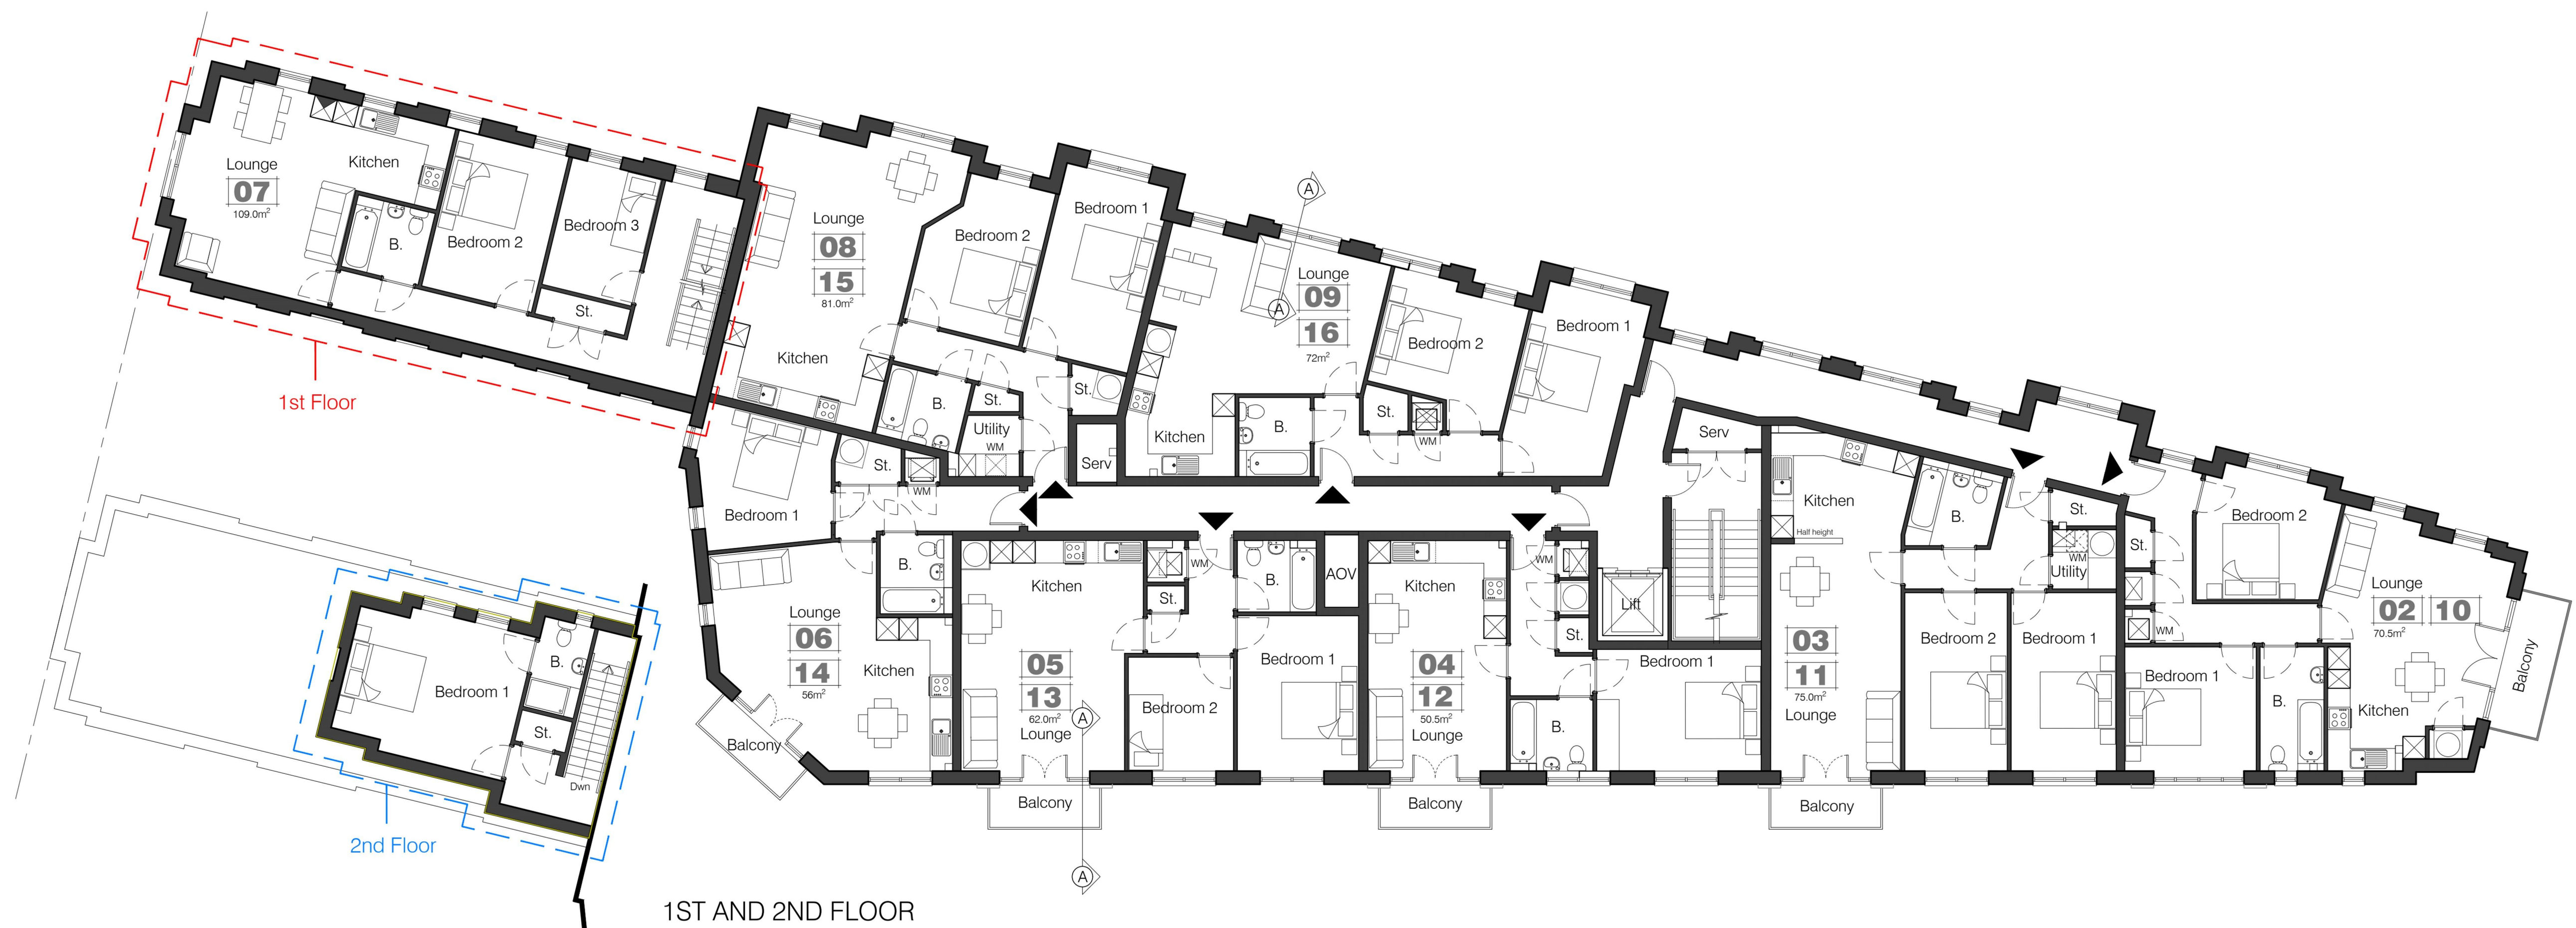 Lounge
07
109.0m²
Kitchen
B.
Bedroom 2
Bedroom 3
St.
1st Floor
Lounge
08
15
81.0m²
Kitchen
Bedroom 2
Bedroom 1
B.
St.
St.
Utility
WM
Serv
A
A
Lounge
09
16
72m²
Kitchen
B.
Bedroom 2
St.
WM
Bedroom 1
Bedroom 1
St.
WM
B.
Lounge
06
14
56m²
Kitchen
Balcony
Kitchen
WM
St.
05
13
62.0m²
Lounge
Bedroom 2
Bedroom 1
B.
AOV
A
A
Balcony
Kitchen
WM
St.
04
12
50.5m²
Lounge
B.
Bedroom 1
Balcony
Lift
Serv
Kitchen
Half height
03
11
75.0m²
Lounge
B.
St.
WM
Utility
Bedroom 2
Bedroom 1
Balcony
St.
WM
Bedroom 2
Lounge
02
10
70.5m²
Bedroom 1
B.
Kitchen
Balcony
Bedroom 1
B.
St.
Dwn
2nd Floor
1ST AND 2ND FLOOR